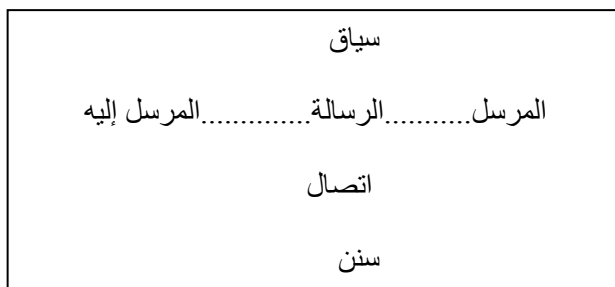 سياق
المرسل...........الرسالة..............المرسل إليه
اتصال
سنن